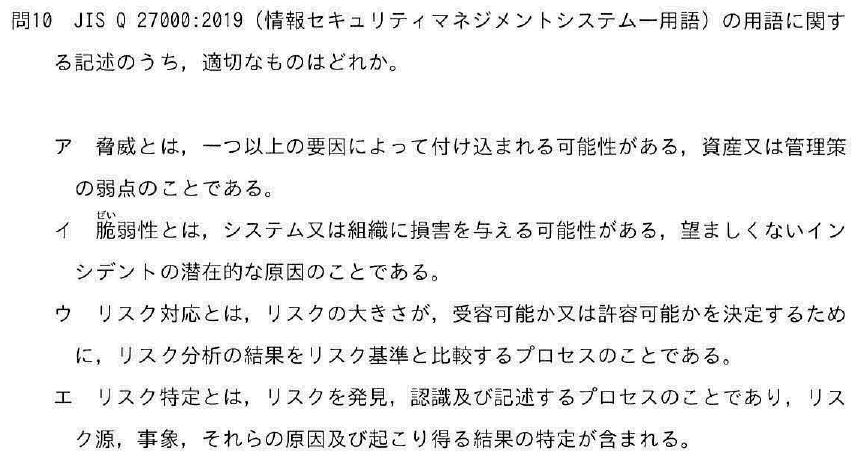 問10 JIS Q 27000:2019（情報セキュリティマネジメントシステム－用語）の用語に関す
る記述のうち，適切なものはどれか。
ア 脅威とは，一つ以上の要因によって付け込まれる可能性がある，資産又は管理策
の弱点のことである。
ぜい
イ 脆弱性とは，システム又は組織に損害を与える可能性がある，望ましくないイン
シデントの潜在的な原因のことである。
ウ リスク対応とは，リスクの大きさが，受容可能か又は許容可能かを決定するため
に，リスク分析の結果をリスク基準と比較するプロセスのことである。
エ リスク特定とは，リスクを発見，認識及び記述するプロセスのことであり，リス
ク源，事象，それらの原因及び起こり得る結果の特定が含まれる。